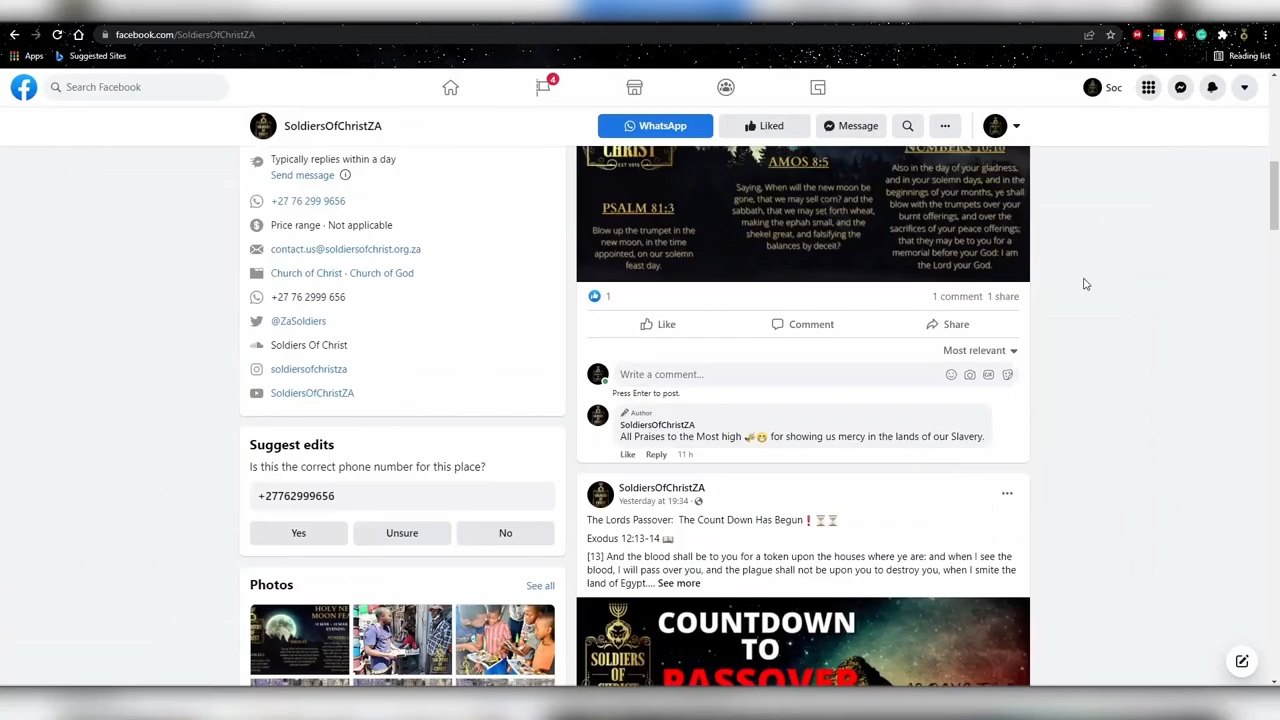 facebook.com/SoldiersOfChristZA
Apps Suggested Sites Reading list
Search Facebook
4
Soc
SoldiersOfChristZA
WhatsApp Liked Message
Typically replies within a day
Send message
+27 76 299 9656
Price range · Not applicable
contact.us@soldiersofchrist.org.za
Church of Christ · Church of God
+27 76 2999 656
@ZaSoldiers
Soldiers Of Christ
soldiersofchristza
SoldiersOfChristZA
Suggest edits
Is this the correct phone number for this place?
+27762999656
Yes Unsure No
Photos See all
CHRIST
EST 1976
PSALM 81:3
Blow up the trumpet in the
new moon, in the time
appointed, on our solemn
feast day.
AMOS 8:5
Saying, When will the new moon be
gone, that we may sell corn? and the
sabbath, that we may set forth wheat,
making the ephah small, and the
shekel great, and falsifying the
balances by deceit?
NUMBERS 10:10
Also in the day of your gladness,
and in your solemn days, and in the
beginnings of your months, ye shall
blow with the trumpets over your
burnt offerings, and over the
sacrifices of your peace offerings;
that they may be to you for a
memorial before your God: I am
the Lord your God.
1 1 comment 1 share
Like Comment Share
Most relevant
Write a comment...
Press Enter to post.
Author
SoldiersOfChristZA
All Praises to the Most high 🎺😁 for showing us mercy in the lands of our Slavery.
Like Reply 11 h
SoldiersOfChristZA
Yesterday at 19:34 ·
The Lords Passover: The Count Down Has Begun❗⏳⏳
Exodus 12:13-14 📖
[13] And the blood shall be to you for a token upon the houses where ye are: and when I see the
blood, I will pass over you, and the plague shall not be upon you to destroy you, when I smite the
land of Egypt.... See more
SOLDIERS
OF
COUNTDOWN
TO
PASSOVER